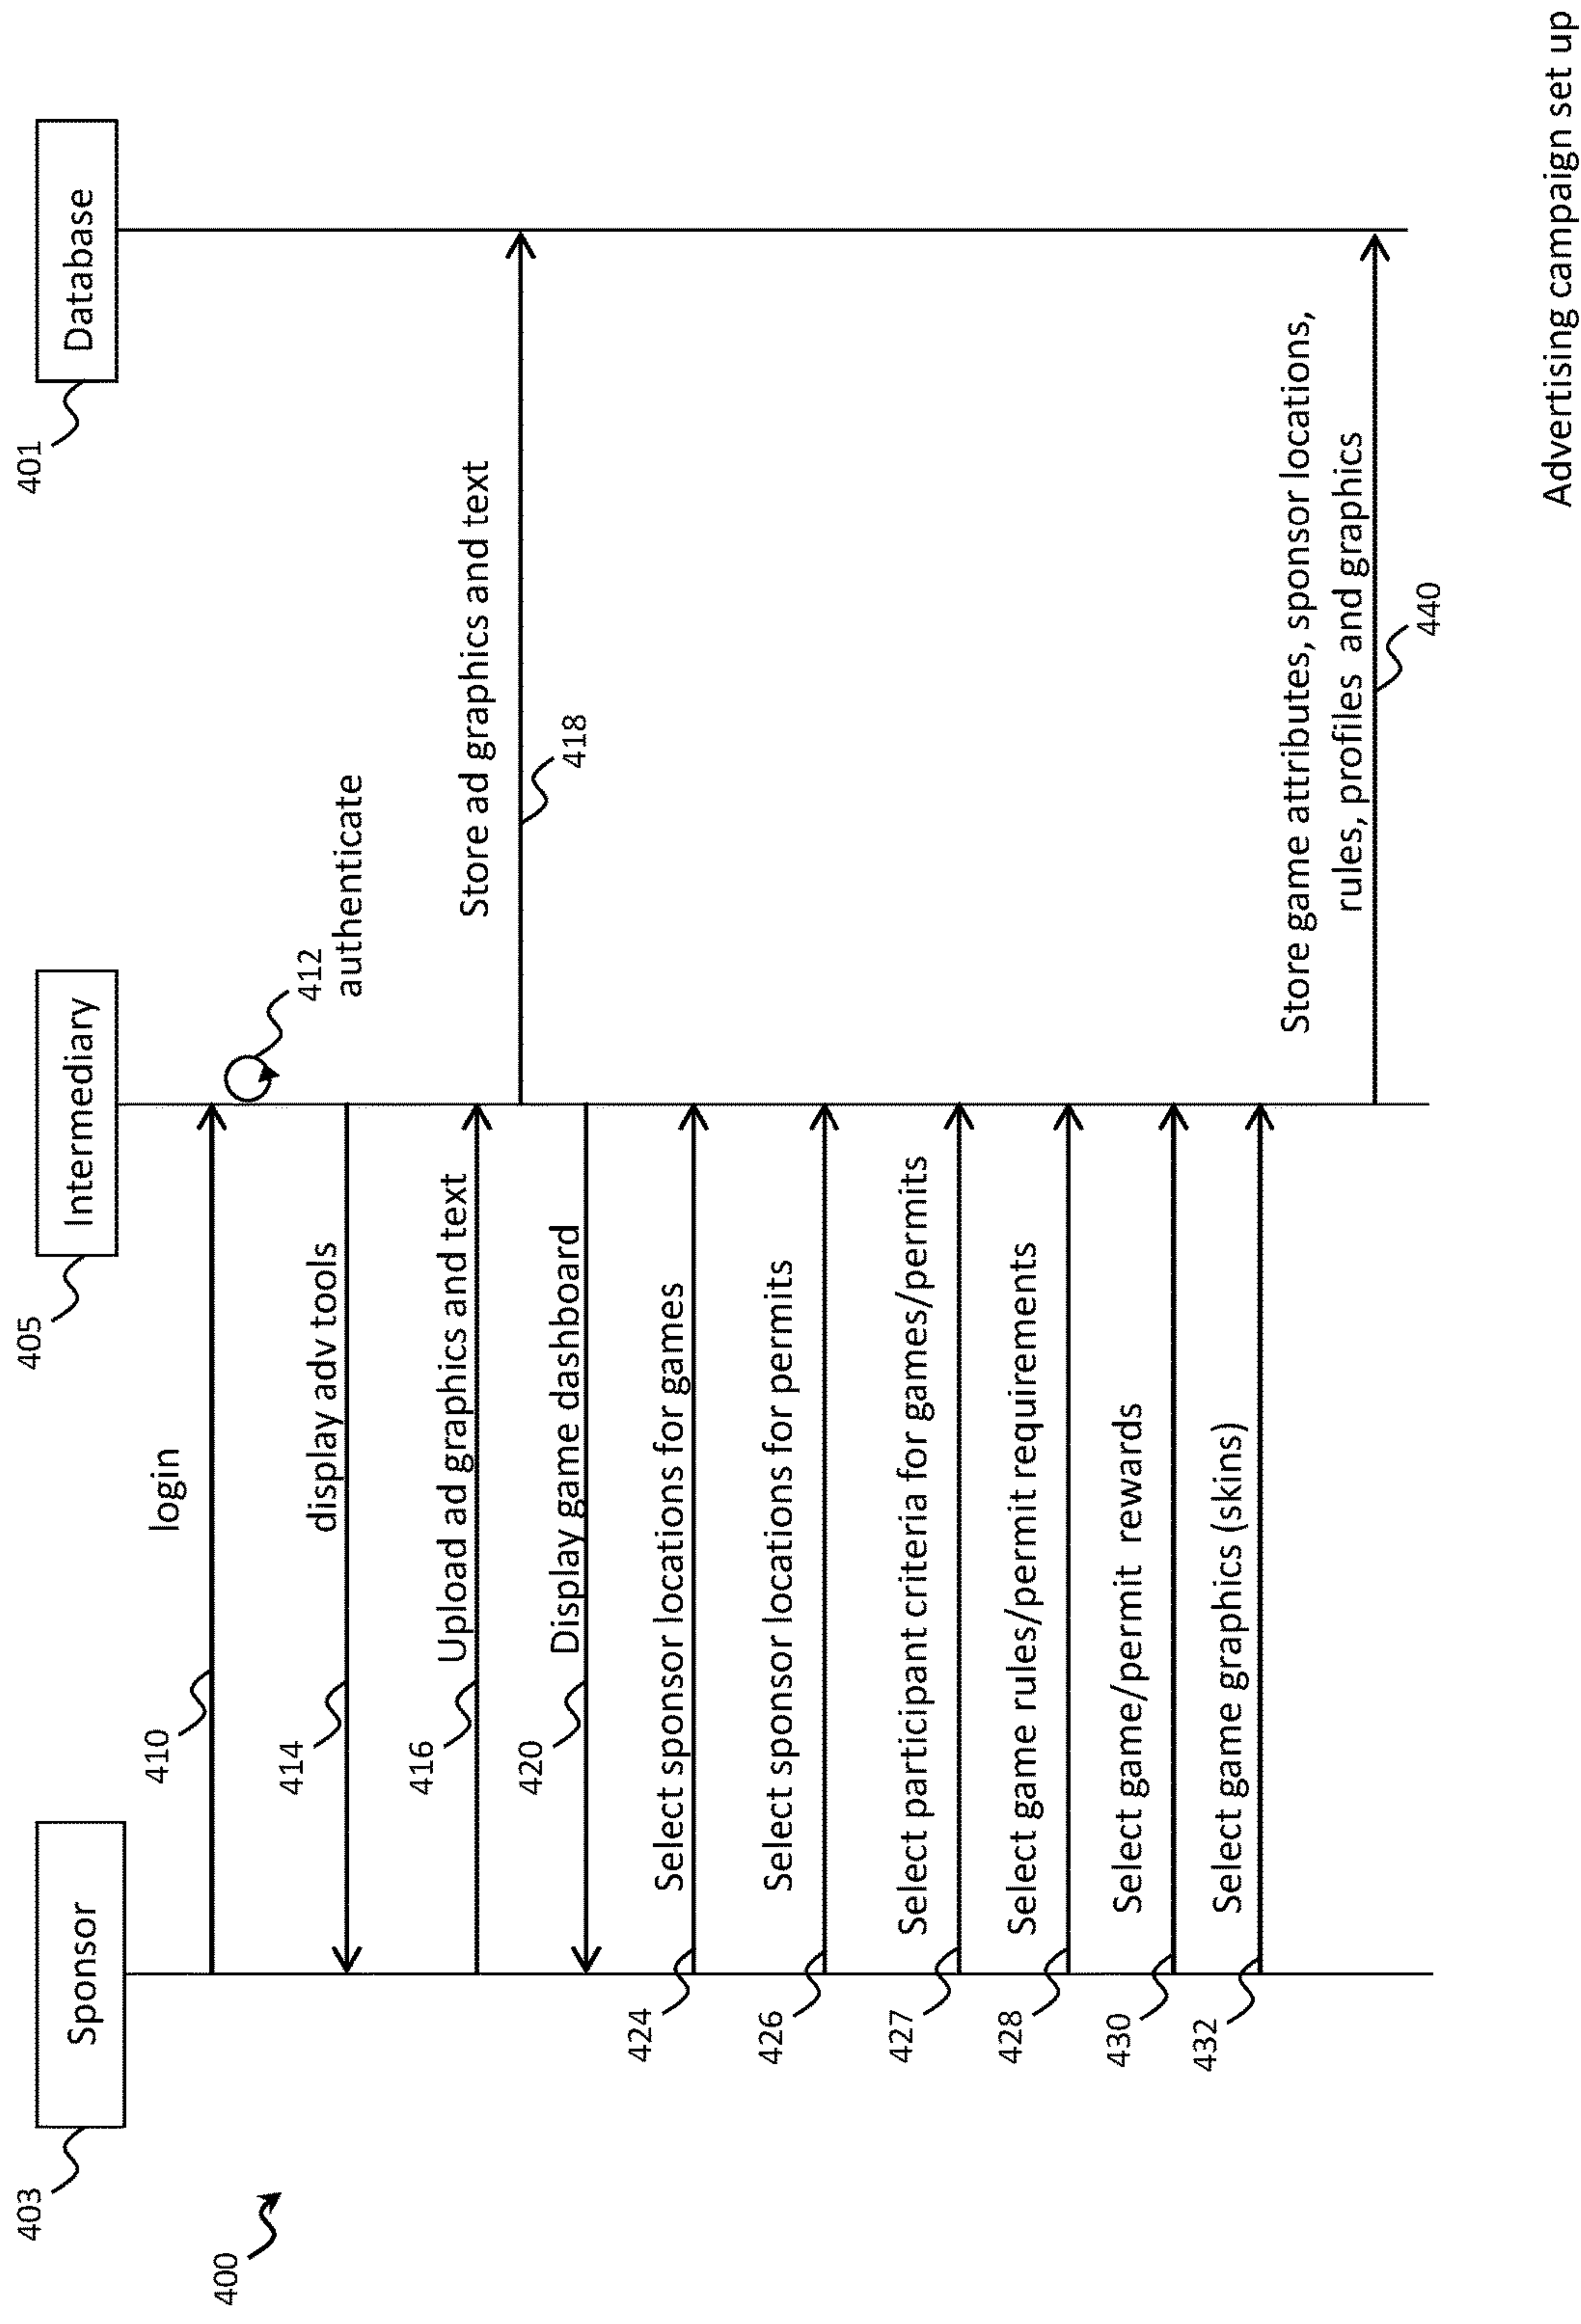 400
403
Sponsor
405
Intermediary
401
Database
410
login
412
authenticate
414
display adv tools
416
Upload ad graphics and text
Store ad graphics and text
418
420
Display game dashboard
424
Select sponsor locations for games
426
Select sponsor locations for permits
427
Select participant criteria for games/permits
428
Select game rules/permit requirements
430
Select game/permit rewards
432
Select game graphics (skins)
Store game attributes, sponsor locations,
rules, profiles and graphics
440
Advertising campaign set up